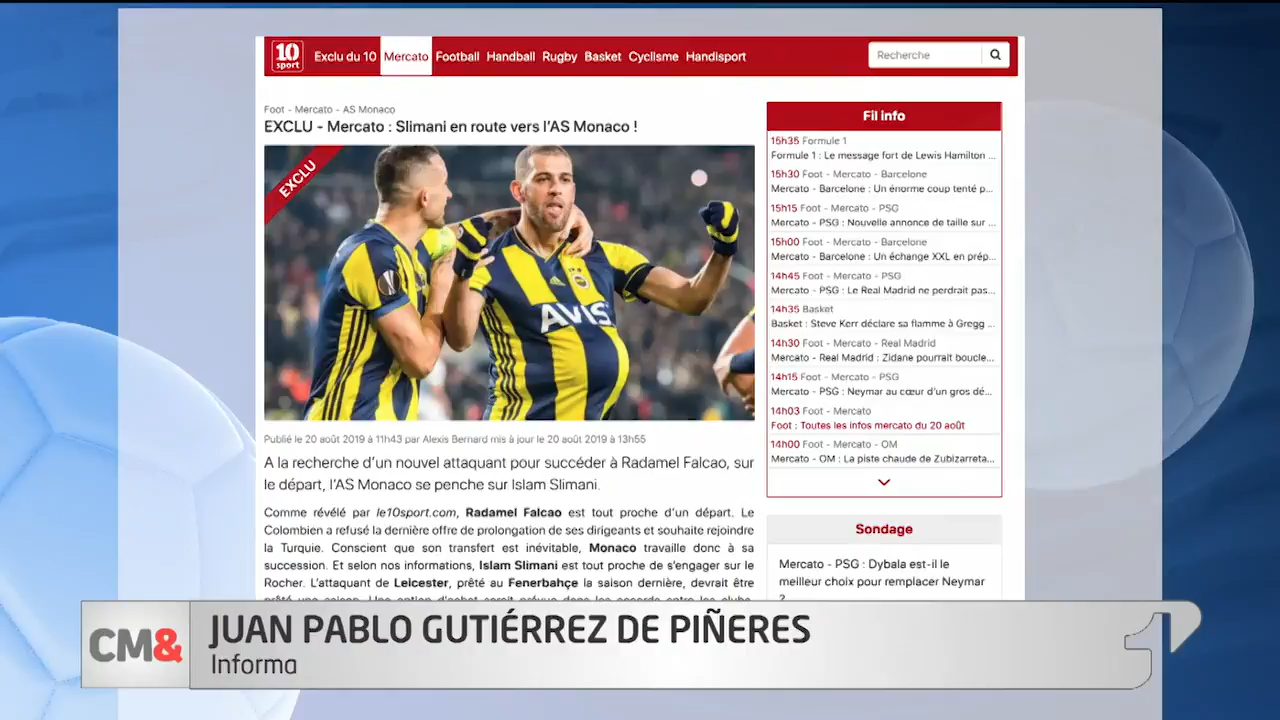 10 sport
Exclu du 10 Mercato Football Handball Rugby Basket Cyclisme Handisport
Recherche
Foot - Mercato - AS Monaco
EXCLU - Mercato : Slimani en route vers l'AS Monaco !
EXCLU
AVIS
Publié le 20 août 2019 à 11h43 par Alexis Bernard mis à jour le 20 août 2019 à 13h55
A la recherche d'un nouvel attaquant pour succéder à Radamel Falcao, sur
le départ, l'AS Monaco se penche sur Islam Slimani.
Comme révélé par le10sport.com, Radamel Falcao est tout proche d'un départ. Le
Colombien a refusé la dernière offre de prolongation de ses dirigeants et souhaite rejoindre
la Turquie. Conscient que son transfert est inévitable, Monaco travaille donc à sa
succession. Et selon nos informations, Islam Slimani est tout proche de s'engager sur le
Rocher. L'attaquant de Leicester, prêté au Fenerbahçe la saison dernière, devrait être
Fil info
15h35 Formule 1
Formule 1 : Le message fort de Lewis Hamilton ...
15h30 Foot - Mercato - Barcelone
Mercato - Barcelone : Un énorme coup tenté p...
15h15 Foot - Mercato - PSG
Mercato - PSG : Nouvelle annonce de taille sur ...
15h00 Foot - Mercato - Barcelone
Mercato - Barcelone : Un échange XXL en prép...
14h45 Foot - Mercato - PSG
Mercato - PSG : Le Real Madrid ne perdrait pas...
14h35 Basket
Basket : Steve Kerr déclare sa flamme à Gregg ...
14h30 Foot - Mercato - Real Madrid
Mercato - Real Madrid : Zidane pourrait boucle...
14h15 Foot - Mercato - PSG
Mercato - PSG : Neymar au cœur d'un gros dé...
14h03 Foot - Mercato
Foot : Toutes les infos mercato du 20 août
14h00 Foot - Mercato - OM
Mercato - OM : La piste chaude de Zubizarreta...
Sondage
Mercato - PSG : Dybala est-il le
meilleur choix pour remplacer Neymar
?
CM&
JUAN PABLO GUTIÉRREZ DE PIÑERES
Informa
1